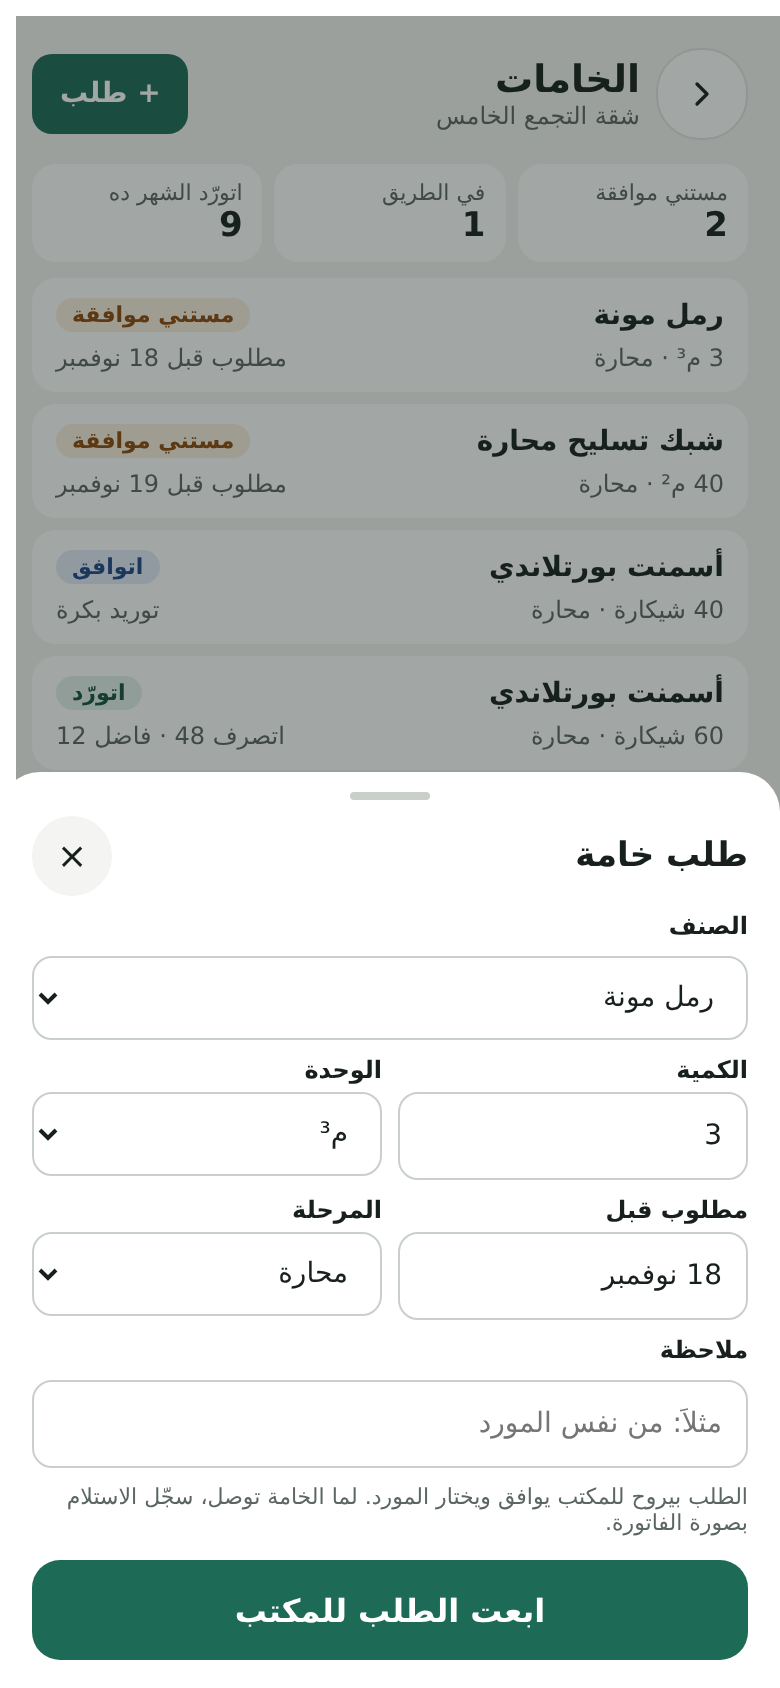 الخامات
شقة التجمع الخامس
+ طلب
مستني موافقة
2
في الطريق
1
اتورّد الشهر ده
9
رمل مونة
مستني موافقة
3 م³ · محارة
مطلوب قبل 18 نوفمبر
شبك تسليح محارة
مستني موافقة
40 م² · محارة
مطلوب قبل 19 نوفمبر
أسمنت بورتلاندي
اتوافق
40 شيكارة · محارة
توريد بكرة
أسمنت بورتلاندي
اتورّد
60 شيكارة · محارة
اتصرف 48 · فاضل 12
طلب خامة
الصنف
رمل مونة
الكمية
الوحدة
3
م³
مطلوب قبل
المرحلة
18 نوفمبر
محارة
ملاحظة
مثلاً: من نفس المورد
الطلب بيروح للمكتب يوافق ويختار المورد. لما الخامة توصل، سجّل الاستلام
بصورة الفاتورة.
ابعت الطلب للمكتب